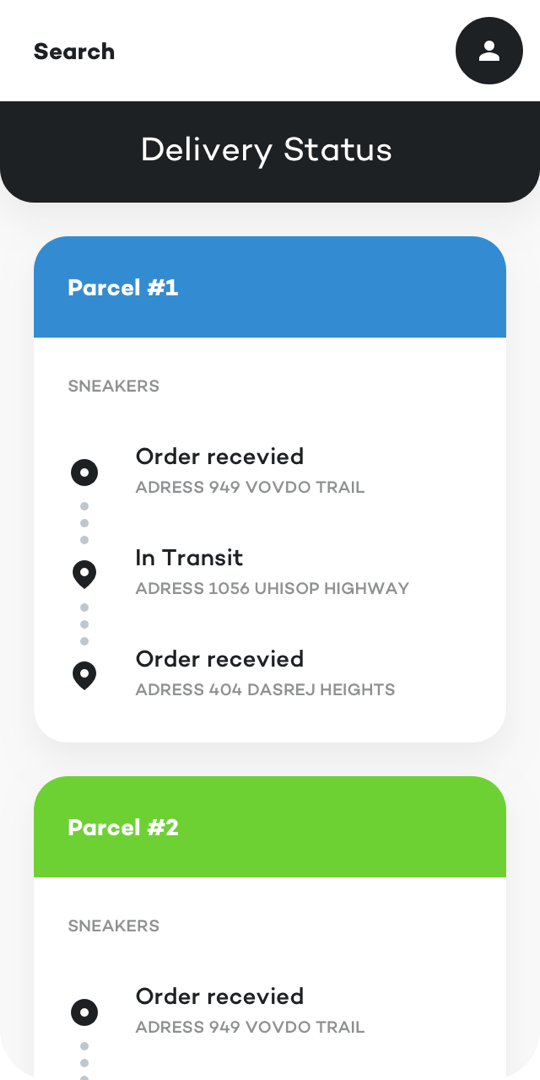 Search
Delivery Status
Parcel #1
SNEAKERS
Order recevied
ADRESS 949 VOVDO TRAIL
In Transit
ADRESS 1056 UHISOP HIGHWAY
Order recevied
ADRESS 404 DASREJ HEIGHTS
Parcel #2
SNEAKERS
Order recevied
ADRESS 949 VOVDO TRAIL